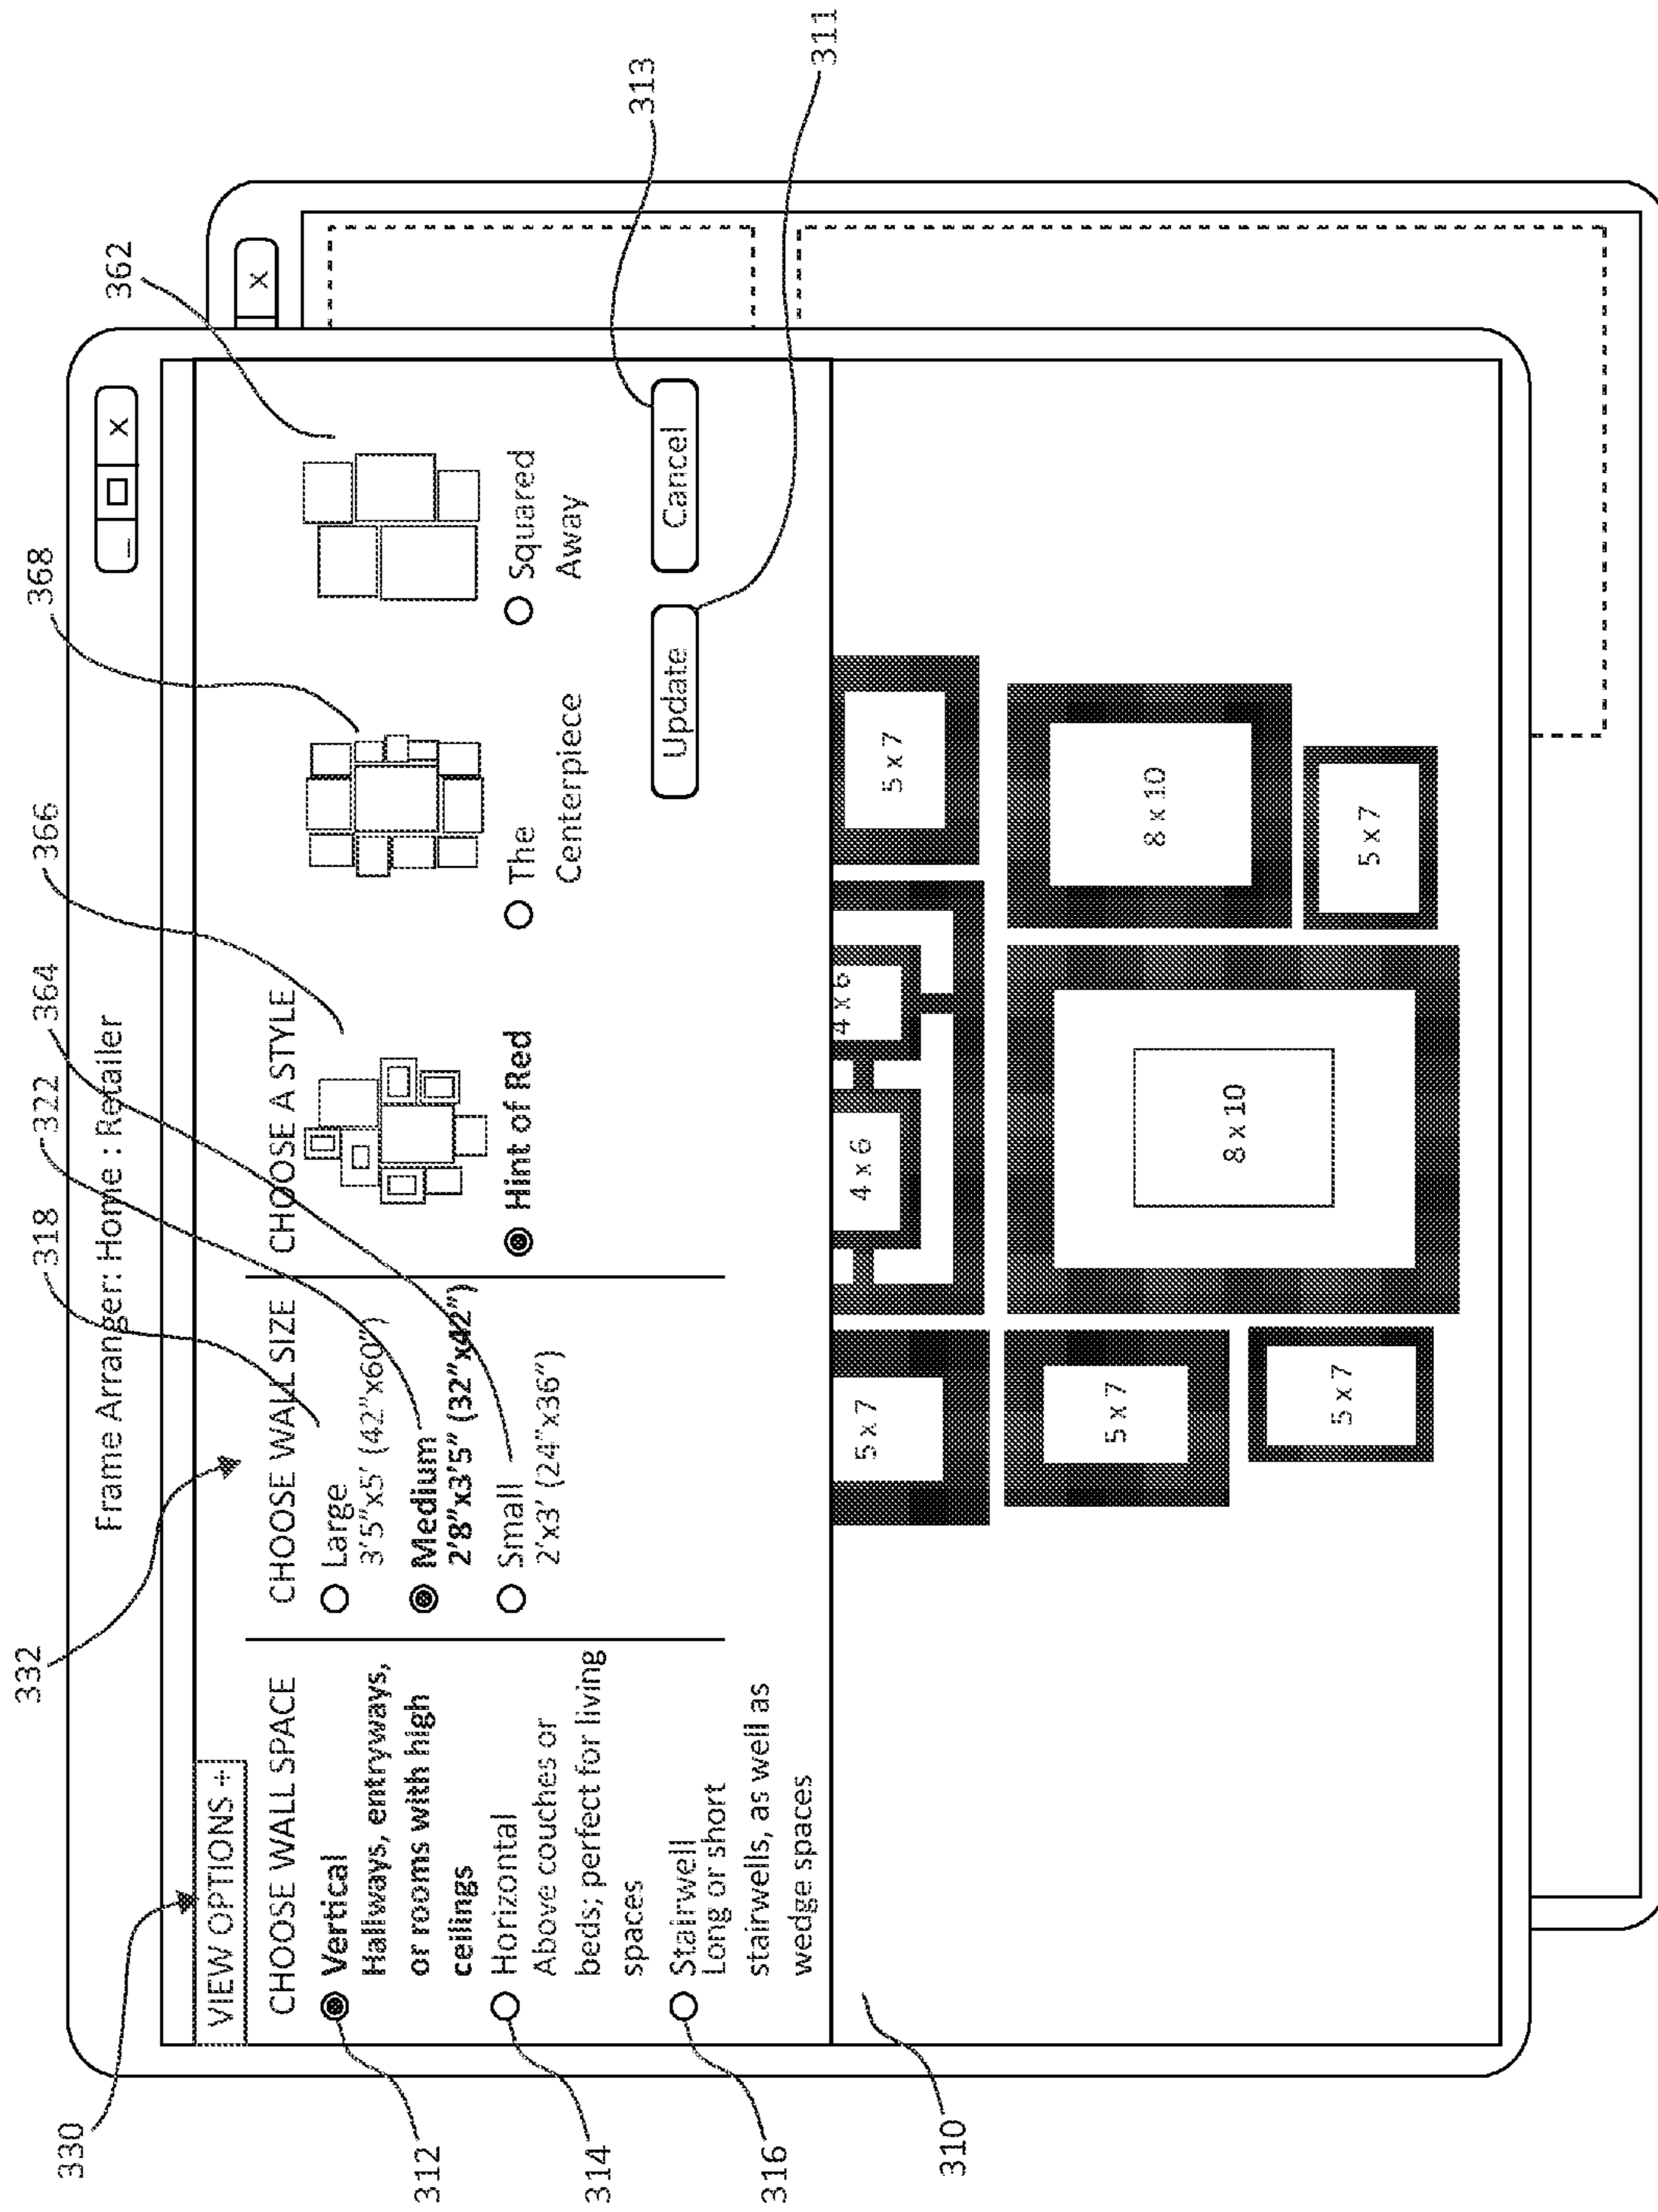 Frame Arranger: Home : Retailer
_ x
x
VIEW OPTIONS +
CHOOSE WALL SPACE
Vertical
Hallways, entryways,
or rooms with high
ceilings
Horizontal
Above couches or
beds; perfect for living
spaces
Stairwell
Long or short
stairwells, as well as
wedge spaces
CHOOSE WALL SIZE
Large
3'5"x5' (42"x60")
Medium
2'8"x3'5" (32"x42")
Small
2'x3' (24"x36")
CHOOSE A STYLE
Hint of Red
The
Centerpiece
Squared
Away
Update
Cancel
5 x 7
4 x 6
4 x 6
5 x 7
5 x 7
8 x 10
8 x 10
5 x 7
5 x 7
330
332
318
322
364
366
368
362
313
311
312
314
316
310